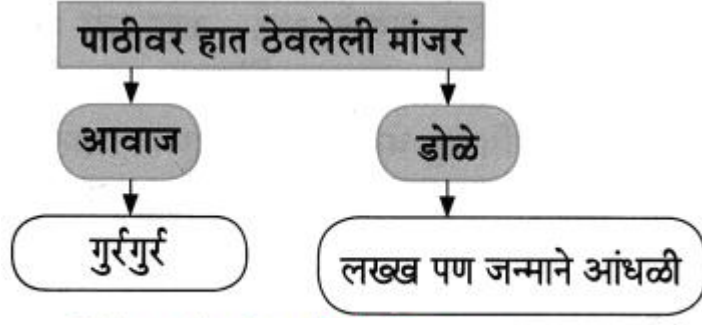 पाठीवर हात ठेवलेली मांजर
आवाज
डोळे
गुर्रगुर्र
लख्ख पण जन्माने आंधळी